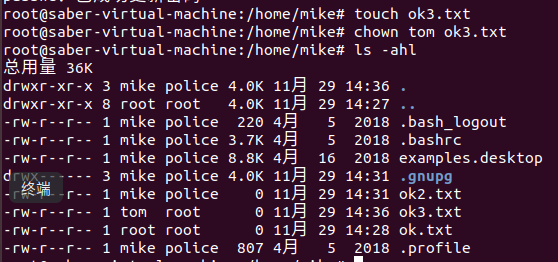 root@saber-virtual-machine:/home/mike# touch ok3.txt
root@saber-virtual-machine:/home/mike# chown tom ok3.txt
root@saber-virtual-machine:/home/mike# ls -ahl
总用量 36K
drwxr-xr-x 3 mike police 4.0K 11月 29 14:36 .
drwxr-xr-x 8 root root   4.0K 11月 29 14:27 ..
-rw-r--r-- 1 mike police  220 4月   5  2018 .bash_logout
-rw-r--r-- 1 mike police 3.7K 4月   5  2018 .bashrc
-rw-r--r-- 1 mike police 8.8K 4月  16  2018 examples.desktop
drwx------ 3 mike police 4.0K 11月 29 14:31 .gnupg
终端
-rw-r--r-- 1 mike police    0 11月 29 14:31 ok2.txt
-rw-r--r-- 1 tom  root      0 11月 29 14:36 ok3.txt
-rw-r--r-- 1 root root      0 11月 29 14:28 ok.txt
-rw-r--r-- 1 mike police  807 4月   5  2018 .profile
root@saber-virtual-machine:/home/mike#